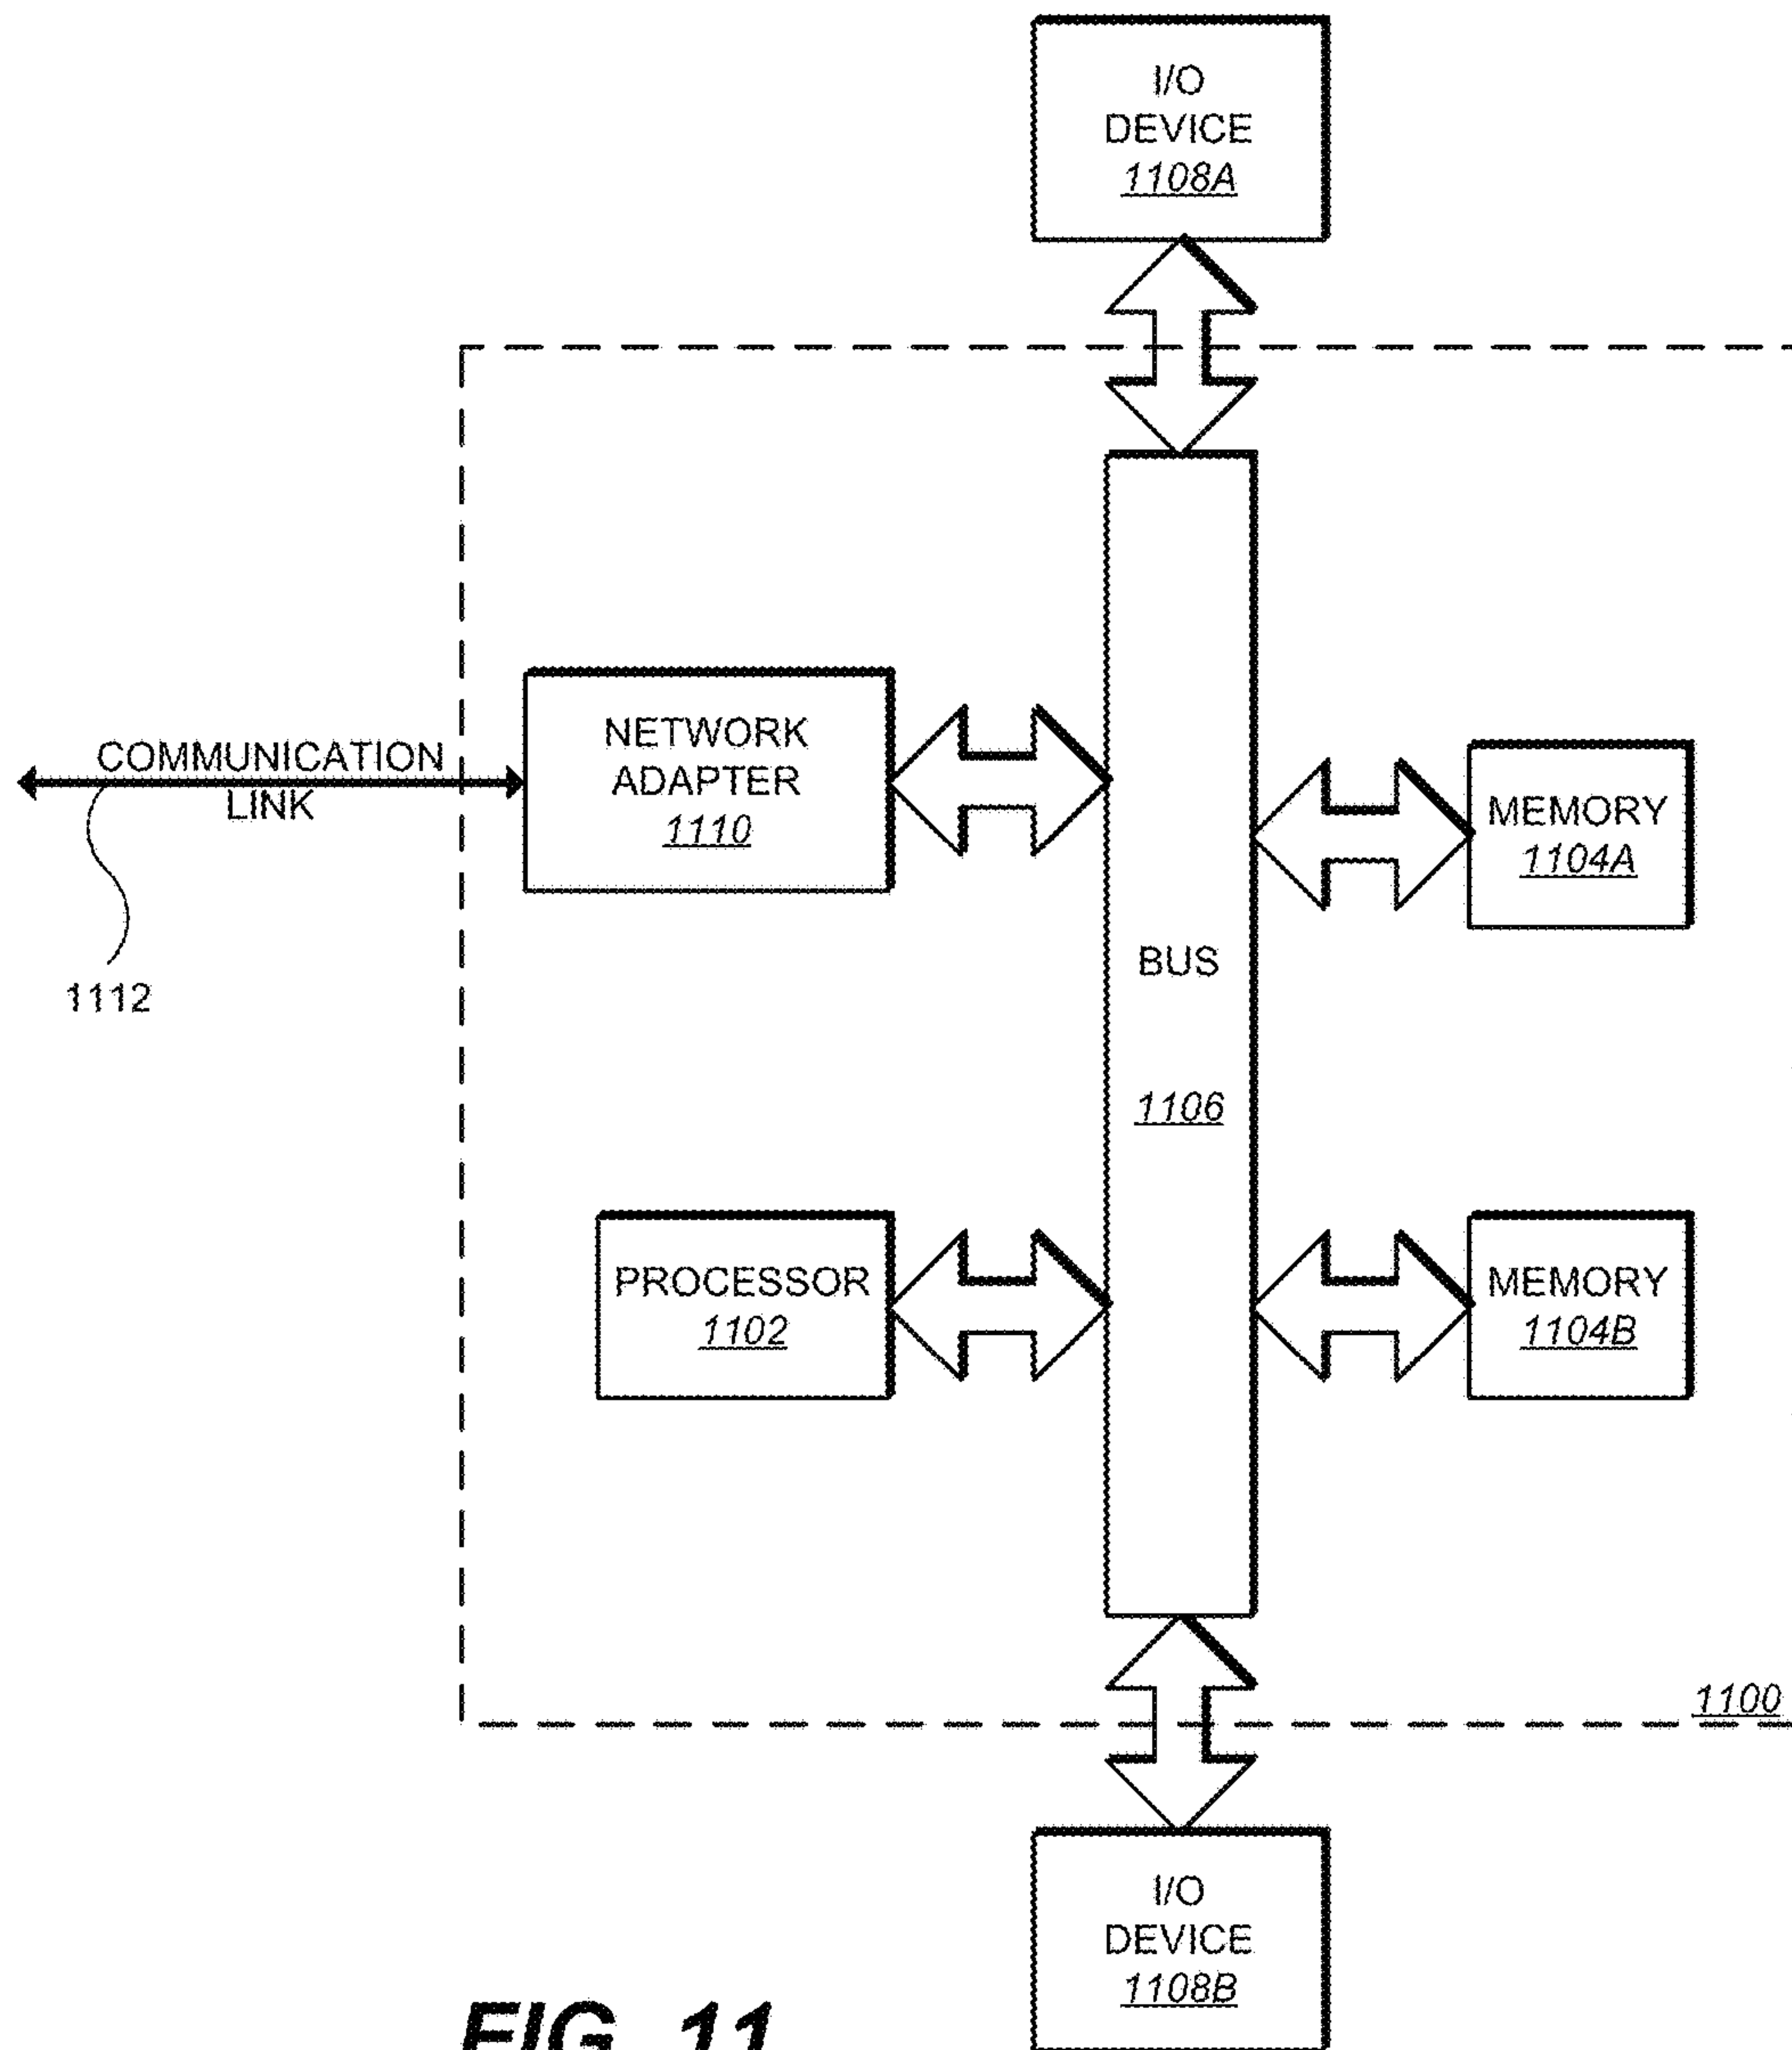 I/O
DEVICE
1108A
COMMUNICATION
LINK
1112
NETWORK
ADAPTER
1110
MEMORY
1104A
BUS
1106
PROCESSOR
1102
MEMORY
1104B
1100
I/O
DEVICE
1108B
FIG. 11